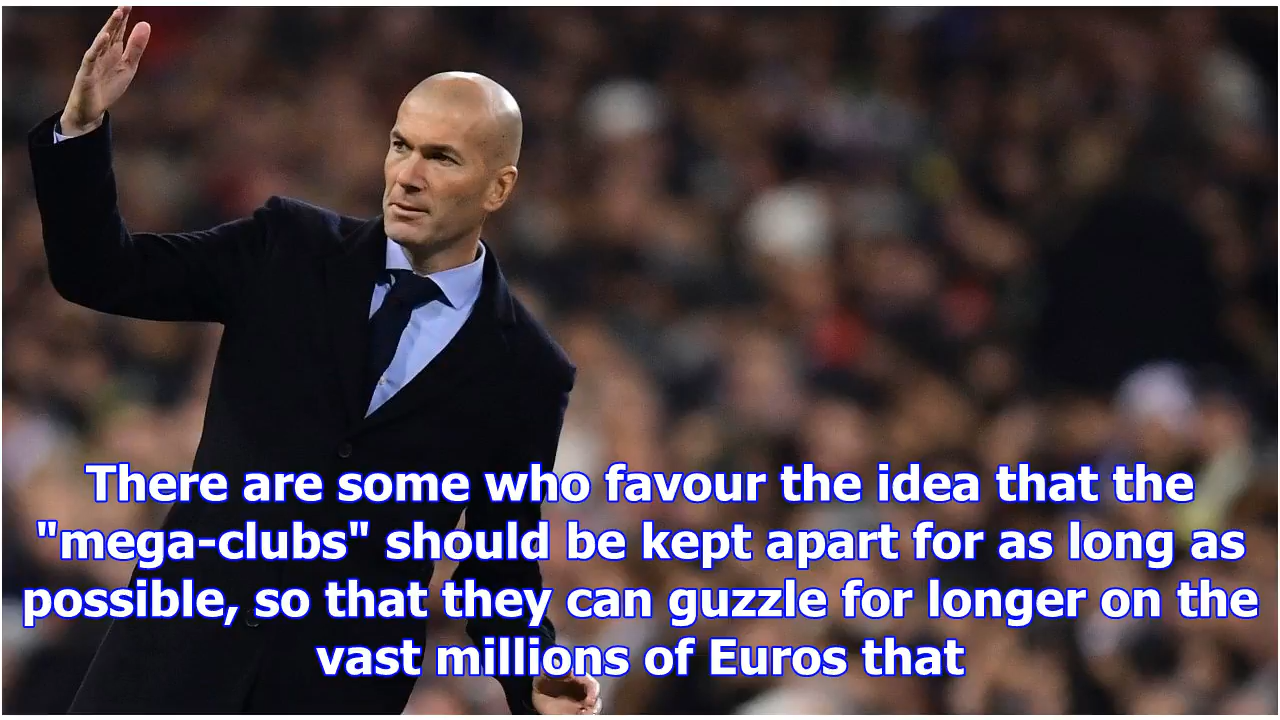 There are some who favour the idea that the
"mega-clubs" should be kept apart for as long as
possible, so that they can guzzle for longer on the
vast millions of Euros that